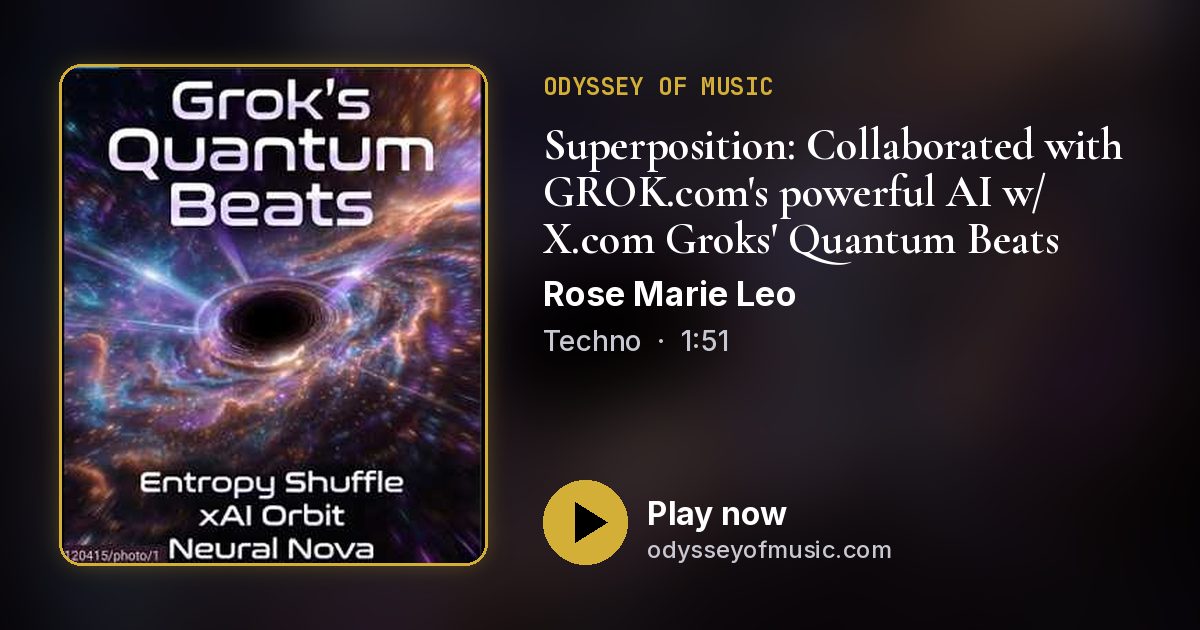 Grok's
Quantum
Beats
Entropy Shuffle
xAI Orbit
Neural Nova
120415/photo/1
ODYSSEY OF MUSIC
Superposition: Collaborated with
GROK.com's powerful AI w/
X.com Groks' Quantum Beats
Rose Marie Leo
Techno · 1:51
Play now
odysseyofmusic.com